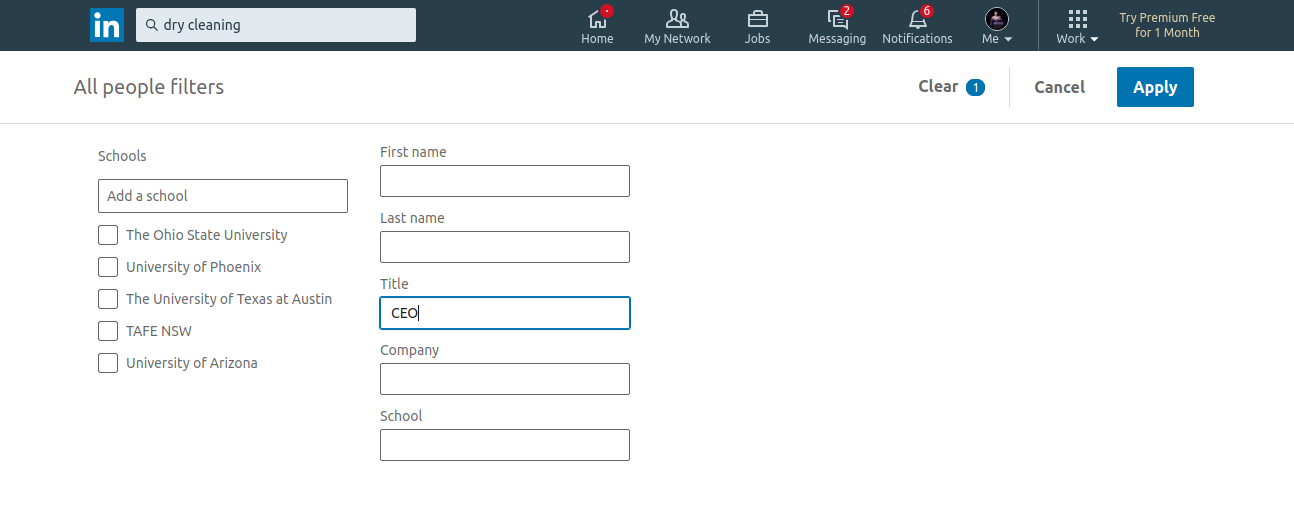 in
dry cleaning
Home
My Network
Jobs
2
Messaging
6
Notifications
Me
Work
Try Premium Free
for 1 Month
All people filters
Clear 1
Cancel
Apply
Schools
Add a school
The Ohio State University
University of Phoenix
The University of Texas at Austin
TAFE NSW
University of Arizona
First name
Last name
Title
CEO
Company
School